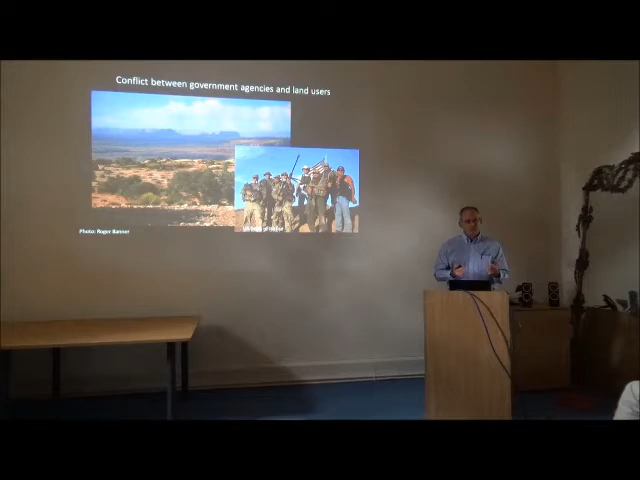 Conflict between government agencies and land users
Photo: Roger Banner